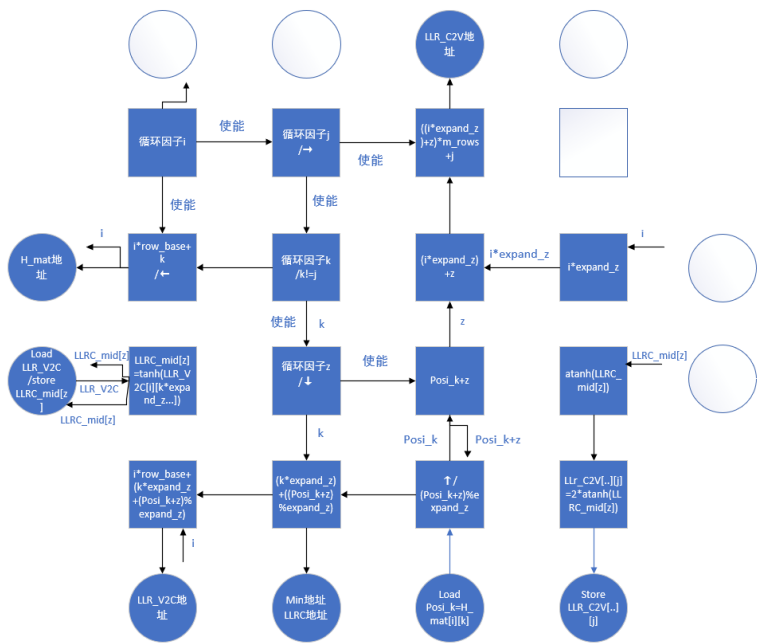 LLR_C2V地
址
循环因子i
使能
循环因子j
/→
使能
((i*expand_z
)+z)*m_rows
+j
使能
使能
H_mat地
址
i
i*row_base+
k
/←
循环因子k
/k!=j
(i*expand_z)
+z
i*expand_z
i*expand_z
i
使能
k
z
Load
LLR_V2C
/store
LLRC_mid[z
]
LLRC_mid[z]
LLR_V2C
LLRC_mid[z]
LLRC_mid[z]
=tanh(LLR_V
2C[i][k*expa
nd_z...])
循环因子z
/↓
使能
Posi_k+z
atanh(LLRC_
mid[z])
LLRC_mid[z]
k
Posi_k
Posi_k+z
i*row_base+
(k*expand_z
+(Posi_k+z)%
expand_z)
(k*expand_z)
+((Posi_k+z)
%expand_z)
↑/
(Posi_k+z)%e
xpand_z
LLr_C2V[..][j]
=2*atanh(LL
RC_mid[z])
i
LLR_V2C地
址
Min地址
LLRC地址
Load
Posi_k=H_
mat[i][k]
Store
LLR_C2V[..]
[j]